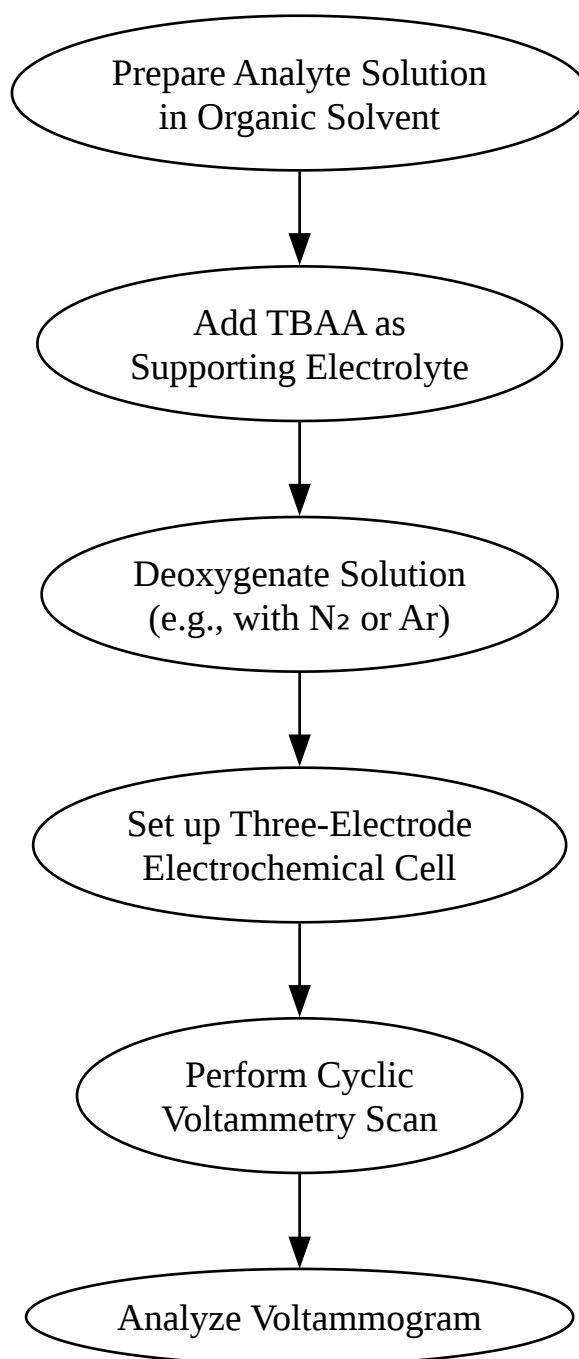 Prepare Analyte Solution
in Organic Solvent
Add TBAA as
Supporting Electrolyte
Deoxygenate Solution
(e.g., with N₂ or Ar)
Set up Three-Electrode
Electrochemical Cell
Perform Cyclic
Voltammetry Scan
Analyze Voltammogram